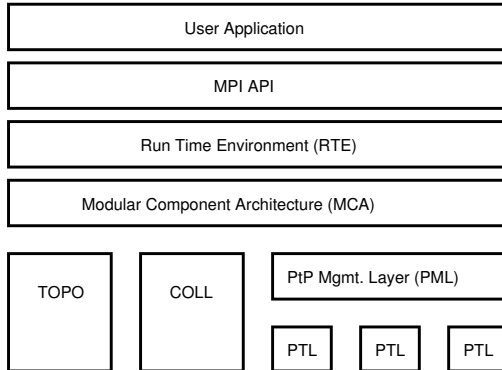 User Application
MPI API
Run Time Environment (RTE)
Modular Component Architecture (MCA)
TOPO
COLL
PtP Mgmt. Layer (PML)
PTL
PTL
PTL